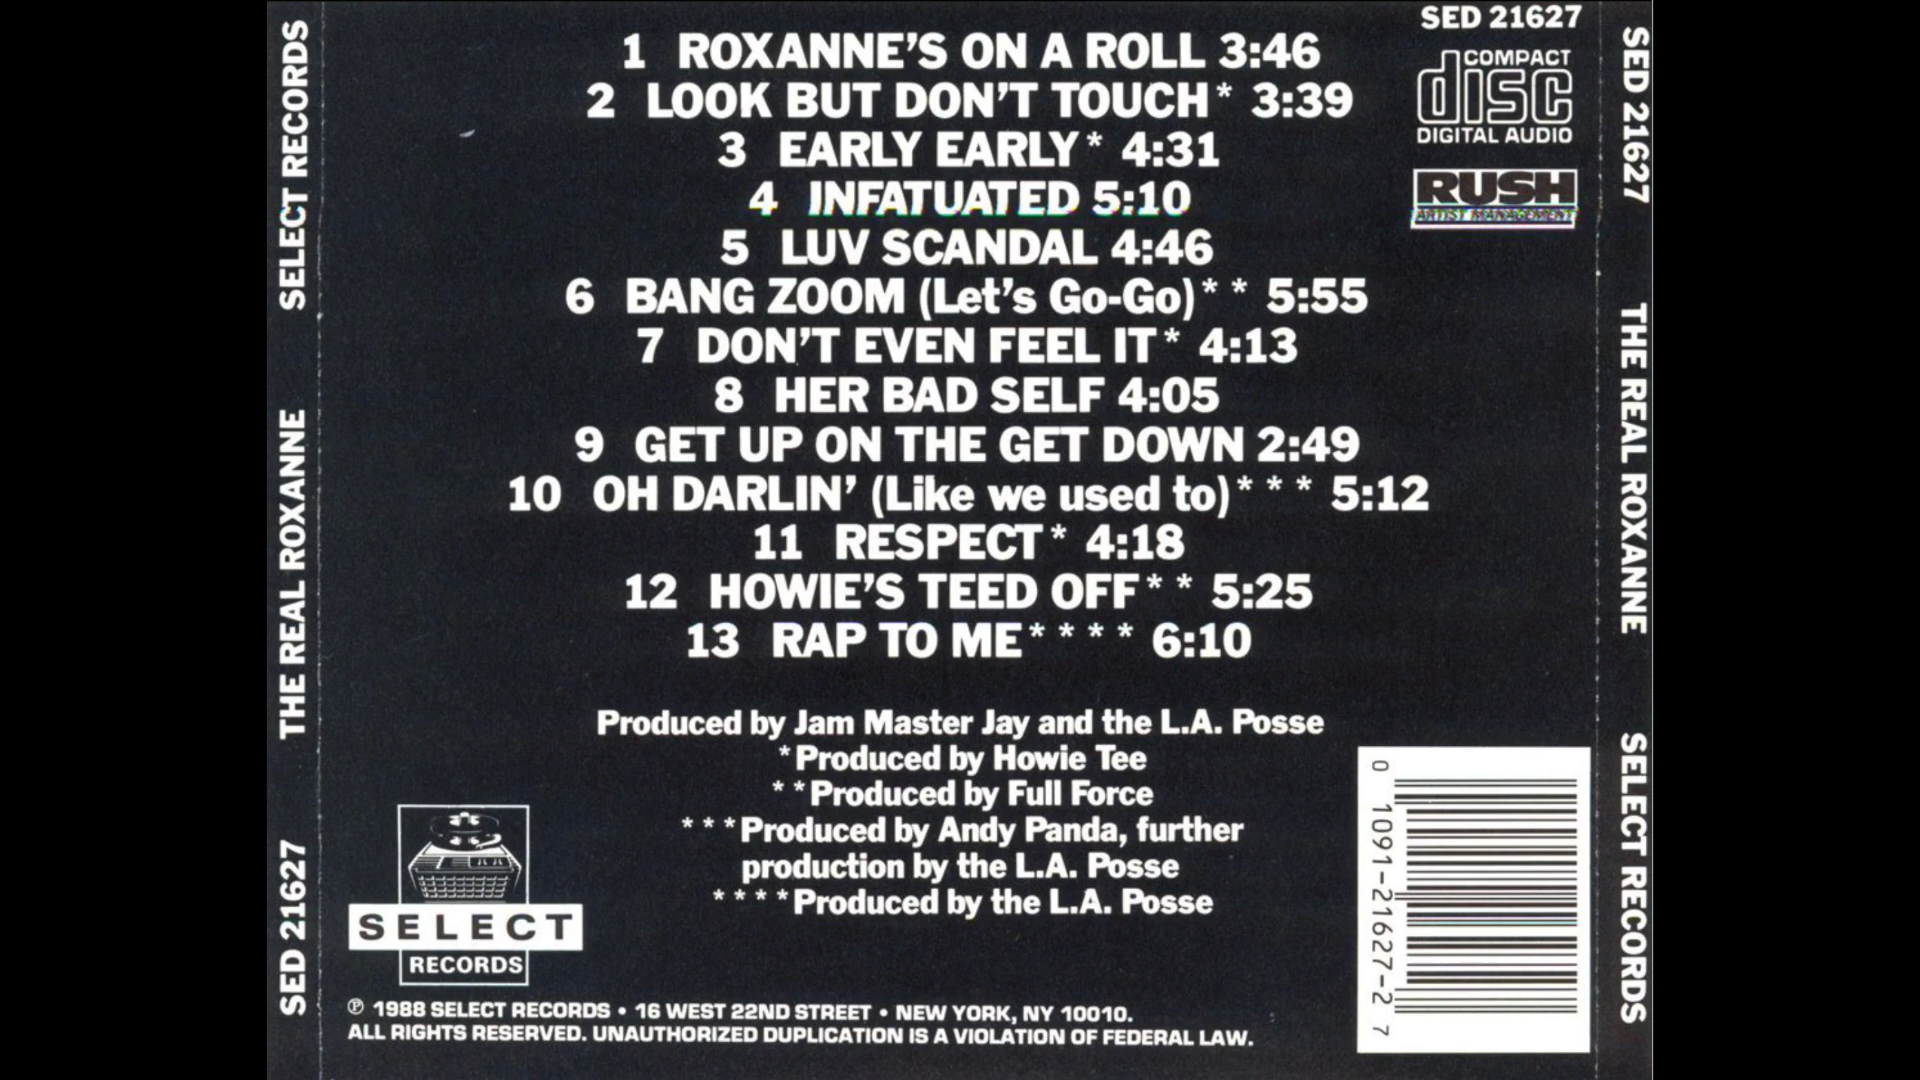 SED 21627
1 ROXANNE'S ON A ROLL 3:46
2 LOOK BUT DON'T TOUCH* 3:39
3 EARLY EARLY* 4:31
4 INFATUATED 5:10
5 LUV SCANDAL 4:46
6 BANG ZOOM (Let's Go-Go)** 5:55
7 DON'T EVEN FEEL IT* 4:13
8 HER BAD SELF 4:05
9 GET UP ON THE GET DOWN 2:49
10 OH DARLIN' (Like we used to)*** 5:12
11 RESPECT* 4:18
12 HOWIE'S TEED OFF** 5:25
13 RAP TO ME**** 6:10
COMPACT
disc
DIGITAL AUDIO
RUSH
ARTIST MANAGEMENT
Produced by Jam Master Jay and the L.A. Posse
*Produced by Howie Tee
**Produced by Full Force
***Produced by Andy Panda, further
production by the L.A. Posse
****Produced by the L.A. Posse
SELECT
RECORDS
℗ 1988 SELECT RECORDS • 16 WEST 22ND STREET • NEW YORK, NY 10010.
ALL RIGHTS RESERVED. UNAUTHORIZED DUPLICATION IS A VIOLATION OF FEDERAL LAW.
0 1091-21627-2 7
SED 21627 THE REAL ROXANNE SELECT RECORDS
SED 21627 THE REAL ROXANNE SELECT RECORDS